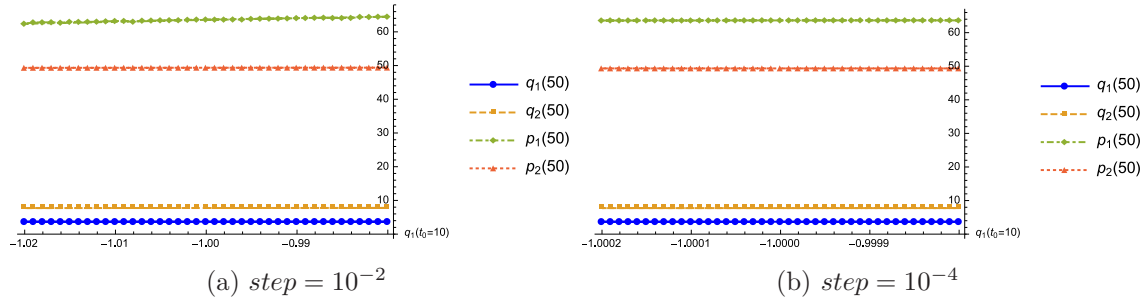 60
50
40
30
20
10
-1.02
-1.01
-1.00
-0.99
q₁(t₀=10)
q₁(50)
q₂(50)
p₁(50)
p₂(50)
(a) step = 10⁻²
60
50
40
30
20
10
-1.0002
-1.0001
-1.0000
-0.9999
q₁(t₀=10)
q₁(50)
q₂(50)
p₁(50)
p₂(50)
(b) step = 10⁻⁴